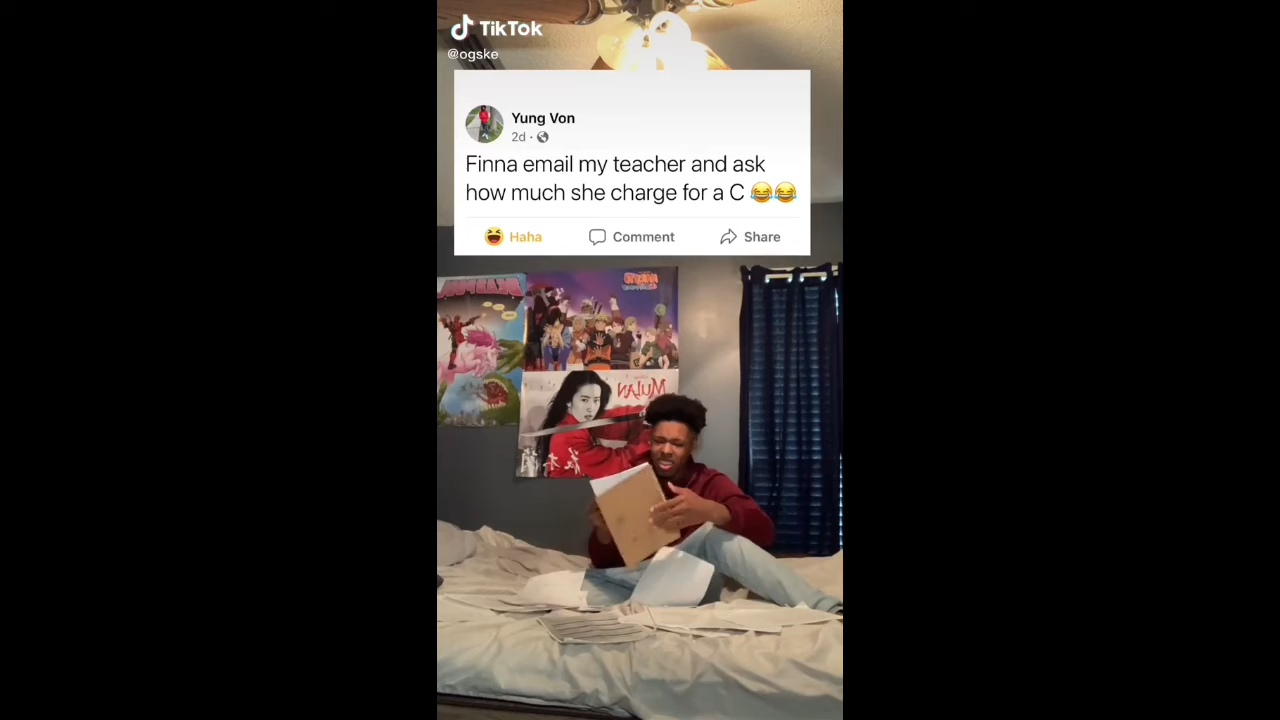 TikTok
@ogske
Yung Von
2d
Finna email my teacher and ask
how much she charge for a C 😂😂
Haha
Comment
Share
MULAN